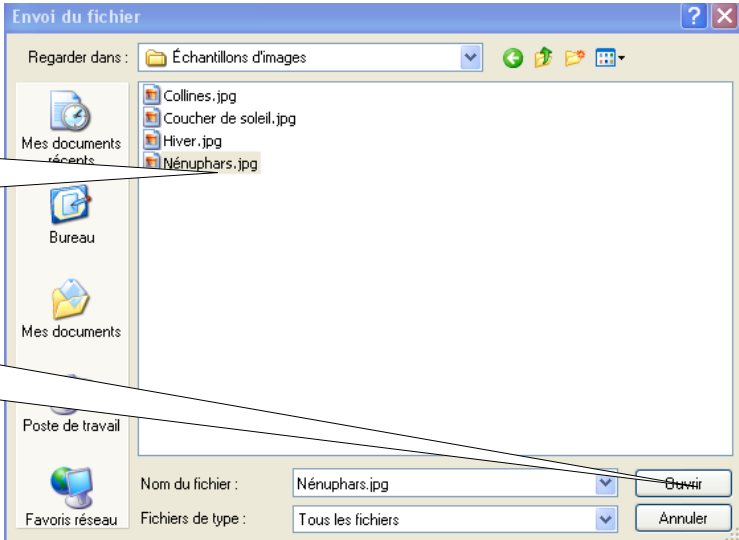 Envoi du fichier
Regarder dans :
Échantillons d'images
Mes documents
récents
Bureau
Mes documents
Poste de travail
Favoris réseau
Collines.jpg
Coucher de soleil.jpg
Hiver.jpg
Nénuphars.jpg
Nom du fichier :
Nénuphars.jpg
Ouvrir
Fichiers de type :
Tous les fichiers
Annuler